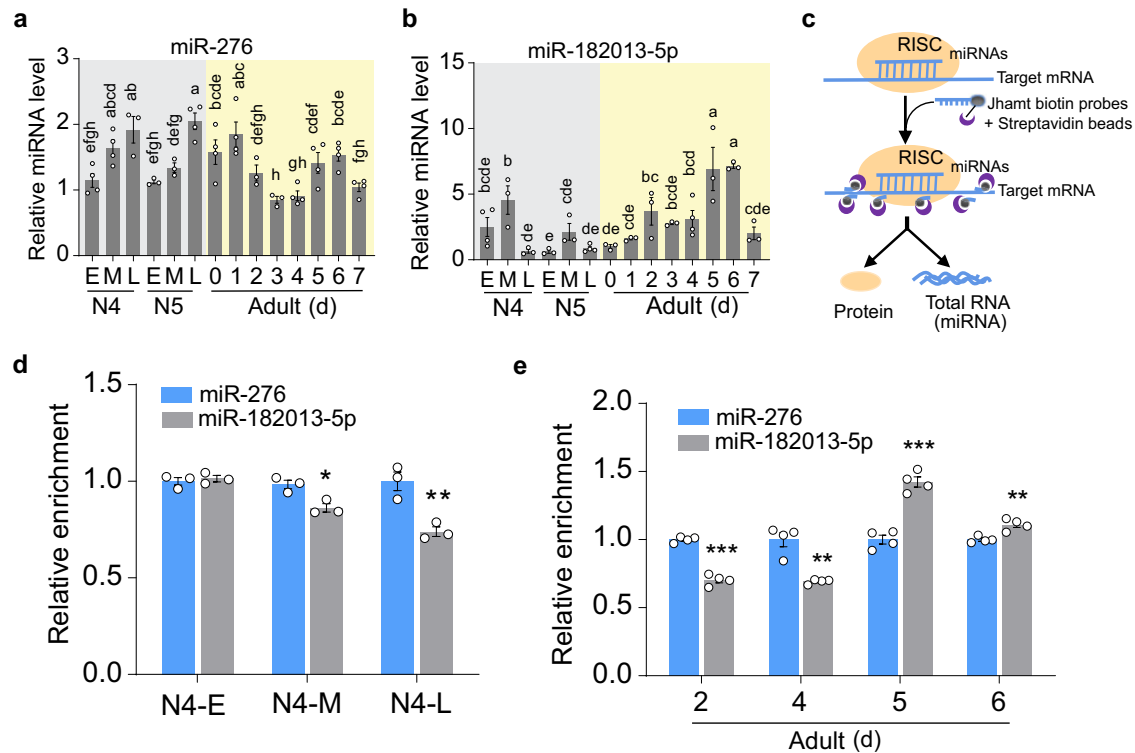 a
miR-276
Relative miRNA level
3
2
1
0
efgh abcd ab efgh defg a bcde abc defgh h gh cdef bcde fgh
E M L E M L 0 1 2 3 4 5 6 7
N4 N5 Adult (d)
b
miR-182013-5p
Relative miRNA level
15
10
5
0
bcde b de e cde de de cde bc bcde bcd a a cde
E M L E M L 0 1 2 3 4 5 6 7
N4 N5 Adult (d)
c
RISC
miRNAs
Target mRNA
Jhamt biotin probes
+ Streptavidin beads
RISC
miRNAs
Target mRNA
Protein
Total RNA
(miRNA)
d
miR-276
miR-182013-5p
Relative enrichment
1.5
1.0
0.5
0.0
* **
N4-E N4-M N4-L
e
miR-276
miR-182013-5p
Relative enrichment
2.0
1.5
1.0
0.5
0.0
*** ** *** **
2 4 5 6
Adult (d)